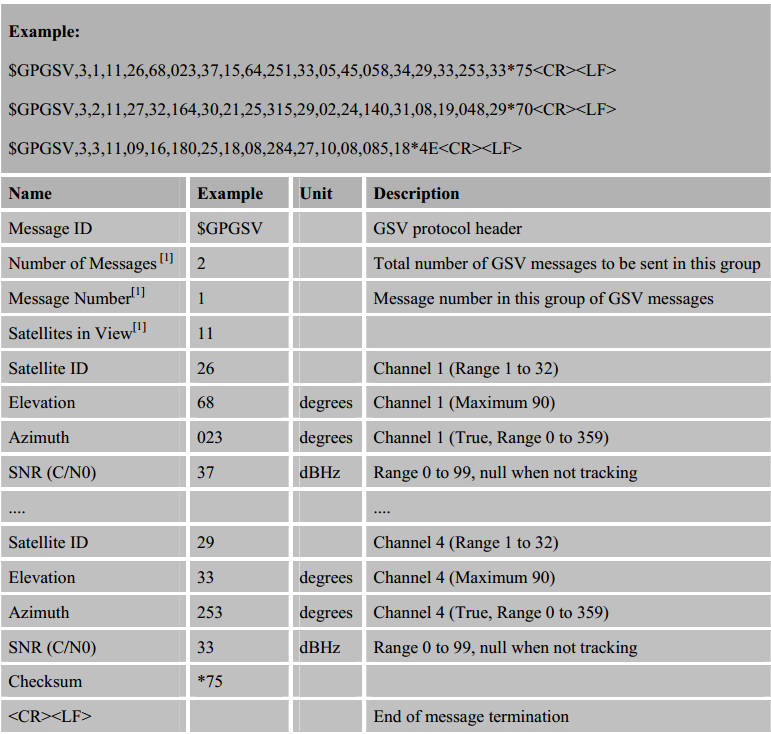 Example:
$GPGSV,3,1,11,26,68,023,37,15,64,251,33,05,45,058,34,29,33,253,33*75<CR><LF>
$GPGSV,3,2,11,27,32,164,30,21,25,315,29,02,24,140,31,08,19,048,29*70<CR><LF>
$GPGSV,3,3,11,09,16,180,25,18,08,284,27,10,08,085,18*4E<CR><LF>
Name Example Unit Description
Message ID $GPGSV GSV protocol header
Number of Messages [1] 2 Total number of GSV messages to be sent in this group
Message Number[1] 1 Message number in this group of GSV messages
Satellites in View[1] 11
Satellite ID 26 Channel 1 (Range 1 to 32)
Elevation 68 degrees Channel 1 (Maximum 90)
Azimuth 023 degrees Channel 1 (True, Range 0 to 359)
SNR (C/N0) 37 dBHz Range 0 to 99, null when not tracking
.... ....
Satellite ID 29 Channel 4 (Range 1 to 32)
Elevation 33 degrees Channel 4 (Maximum 90)
Azimuth 253 degrees Channel 4 (True, Range 0 to 359)
SNR (C/N0) 33 dBHz Range 0 to 99, null when not tracking
Checksum *75
<CR><LF> End of message termination